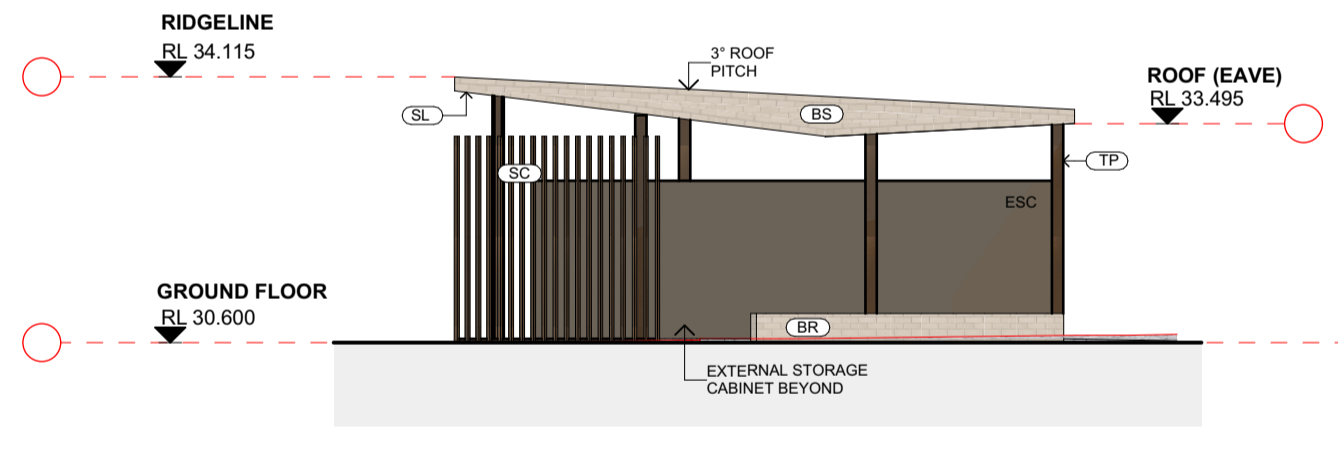 RIDGELINE
RL 34.115
3° ROOF
PITCH
ROOF (EAVE)
RL 33.495
SL
BS
TP
SC
ESC
GROUND FLOOR
RL 30.600
BR
EXTERNAL STORAGE
CABINET BEYOND